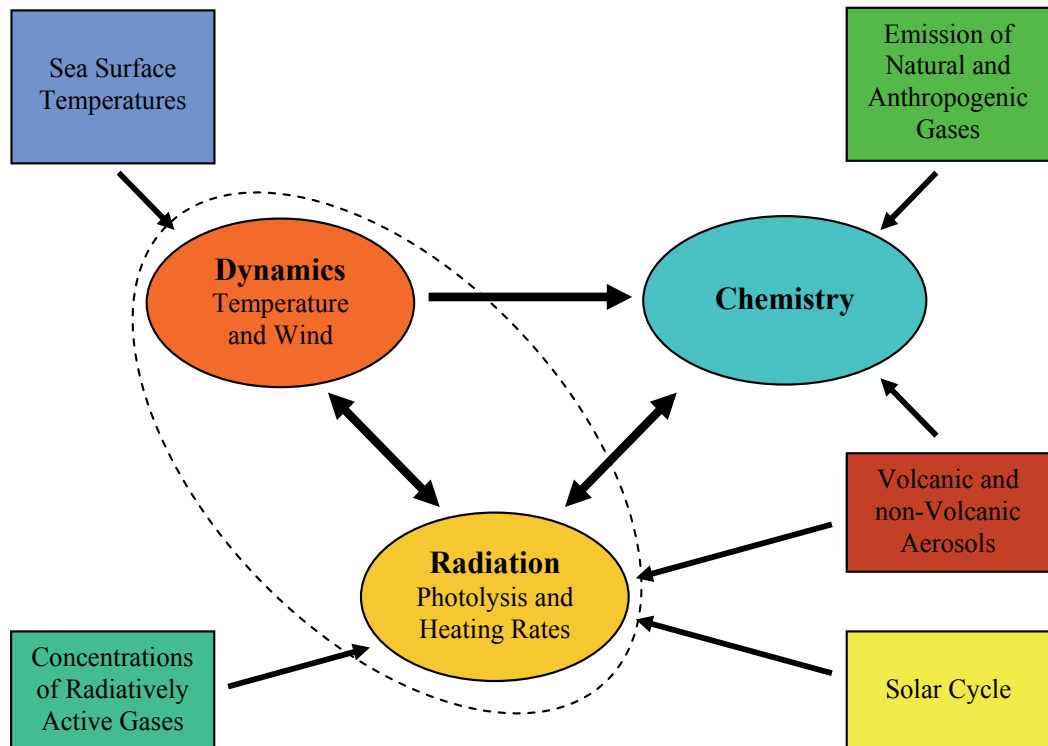 Sea Surface
Temperatures
Emission of
Natural and
Anthropogenic
Gases
Dynamics
Temperature
and Wind
Chemistry
Volcanic and
non-Volcanic
Aerosols
Radiation
Photolysis and
Heating Rates
Concentrations
of Radiatively
Active Gases
Solar Cycle